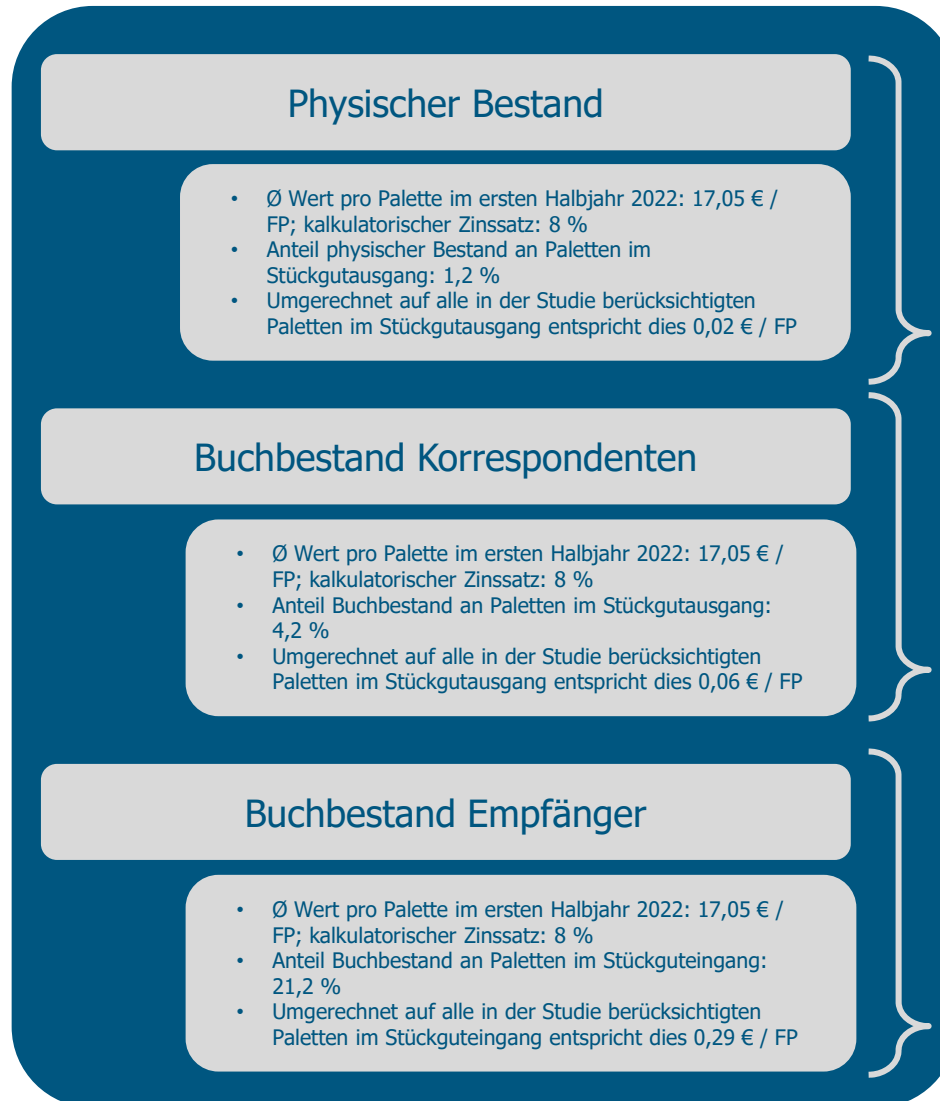 Physischer Bestand
• Ø Wert pro Palette im ersten Halbjahr 2022: 17,05 € /
FP; kalkulatorischer Zinssatz: 8 %
• Anteil physischer Bestand an Paletten im
Stückgutausgang: 1,2 %
• Umgerechnet auf alle in der Studie berücksichtigten
Paletten im Stückgutausgang entspricht dies 0,02 € / FP
Buchbestand Korrespondenten
• Ø Wert pro Palette im ersten Halbjahr 2022: 17,05 € /
FP; kalkulatorischer Zinssatz: 8 %
• Anteil Buchbestand an Paletten im Stückgutausgang:
4,2 %
• Umgerechnet auf alle in der Studie berücksichtigten
Paletten im Stückgutausgang entspricht dies 0,06 € / FP
Buchbestand Empfänger
• Ø Wert pro Palette im ersten Halbjahr 2022: 17,05 € /
FP; kalkulatorischer Zinssatz: 8 %
• Anteil Buchbestand an Paletten im Stückguteingang:
21,2 %
• Umgerechnet auf alle in der Studie berücksichtigten
Paletten im Stückguteingang entspricht dies 0,29 € / FP